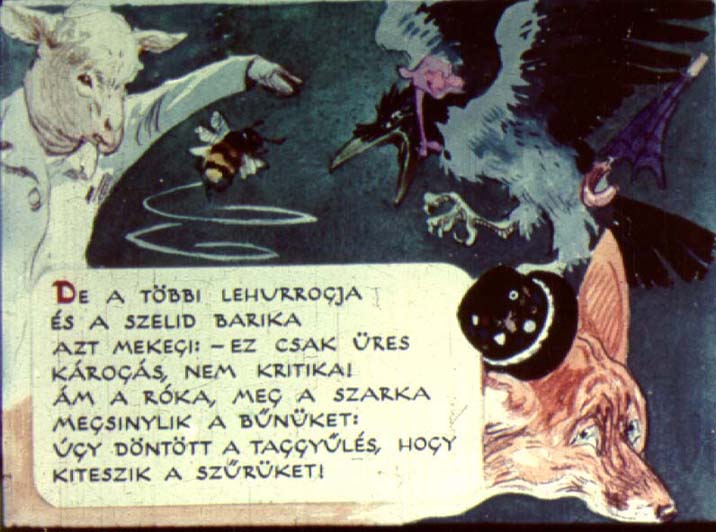 DE A TÖBBI LEHURROGJA
ÉS A SZELID BARIKA
AZT MEKEGI: – EZ CSAK ÜRES
KÁROGÁS, NEM KRITIKA!
ÁM A RÓKA, MEG A SZARKA
MEGSINYLIK A BŰNÜKET:
ÚGY DÖNTÖTT A TAGGYŰLÉS, HOGY
KITESZIK A SZŰRÜKET!